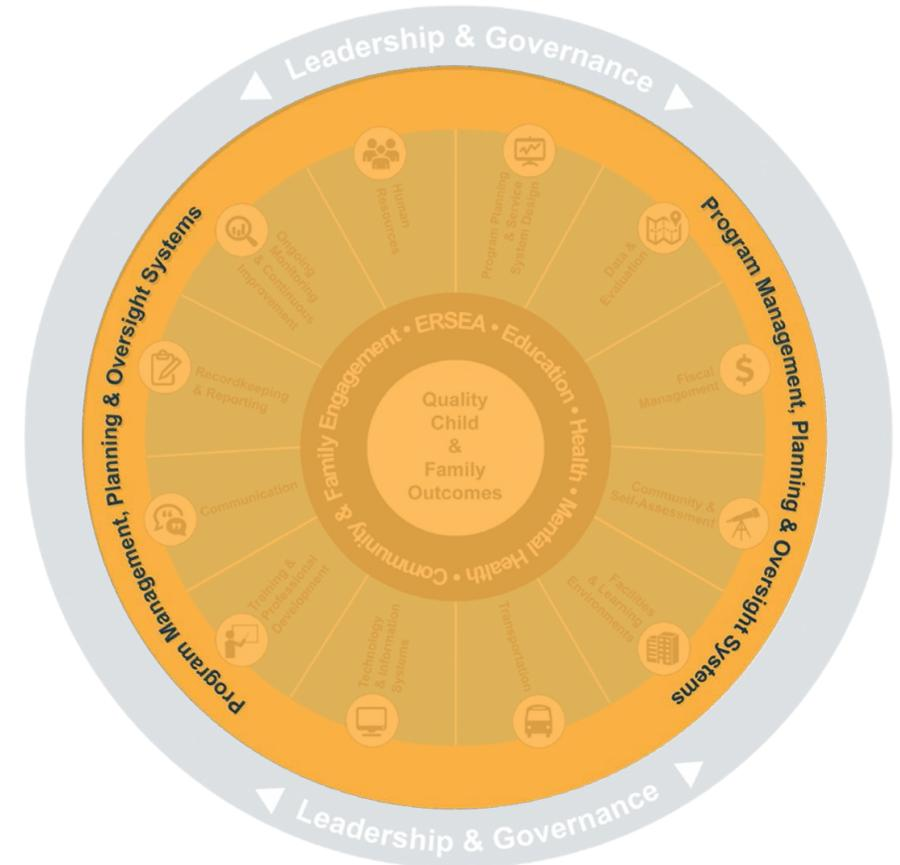 Leadership & Governance
Program Management, Planning & Oversight Systems
Program Management, Planning & Oversight Systems
Program Planning
& Service
System Design
Data &
Evaluation
Fiscal
Management
Community &
Self-Assessment
Facilities
& Learning
Environments
Transportation
Technology
& Information
Systems
Training &
Professional
Development
Communication
Recordkeeping
& Reporting
Ongoing
Monitoring
& Continuous
Improvement
Human
Resources
ERSEA • Education • Health • Mental Health • Community & Family Engagement •
Quality
Child
&
Family
Outcomes
Leadership & Governance